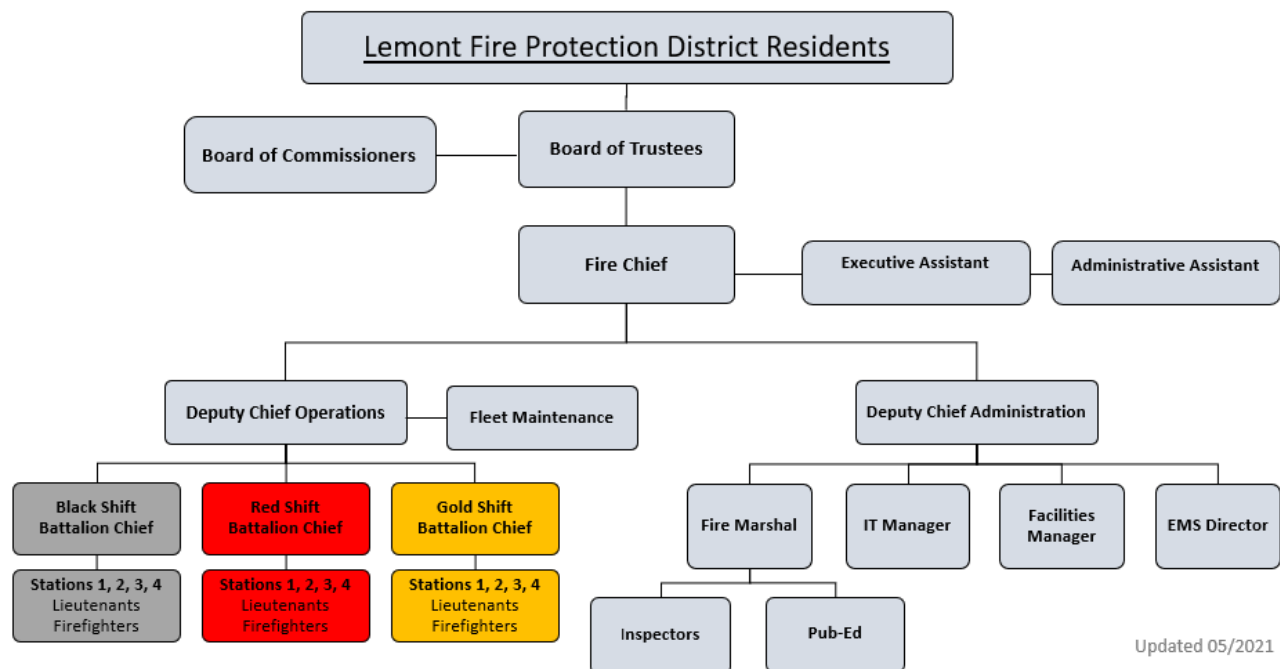 Lemont Fire Protection District Residents
Board of Commissioners
Board of Trustees
Fire Chief
Executive Assistant
Administrative Assistant
Deputy Chief Operations
Fleet Maintenance
Deputy Chief Administration
Black Shift
Battalion Chief
Red Shift
Battalion Chief
Gold Shift
Battalion Chief
Fire Marshal
IT Manager
Facilities
Manager
EMS Director
Stations 1, 2, 3, 4
Lieutenants
Firefighters
Stations 1, 2, 3, 4
Lieutenants
Firefighters
Stations 1, 2, 3, 4
Lieutenants
Firefighters
Inspectors
Pub-Ed
Updated 05/2021